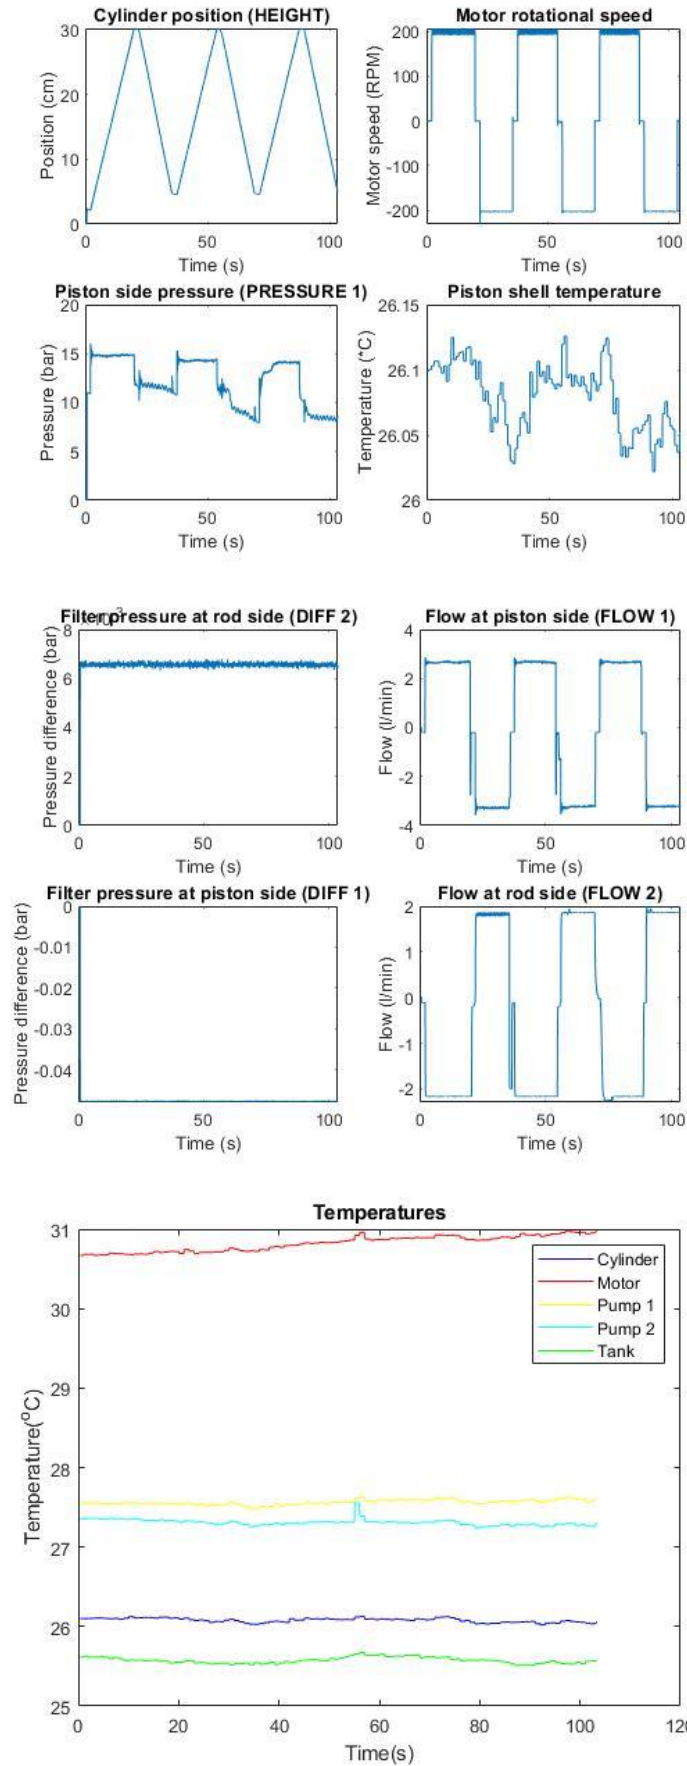 Cylinder position (HEIGHT)
Position (cm)
30
20
10
0
0 50 100
Time (s)
Motor rotational speed
Motor speed (RPM)
200
100
0
-100
-200
0 50 100
Time (s)
Piston side pressure (PRESSURE 1)
Pressure (bar)
20
15
10
5
0
0 50 100
Time (s)
Piston shell temperature
Temperature (*C)
26.15
26.1
26.05
26
0 50 100
Time (s)
Filter pressure at rod side (DIFF 2)
Pressure difference (bar)
8
6
4
2
0
0 50 100
Time (s)
Flow at piston side (FLOW 1)
Flow (l/min)
4
2
0
-2
-4
0 50 100
Time (s)
Filter pressure at piston side (DIFF 1)
Pressure difference (bar)
0
-0.01
-0.02
-0.03
-0.04
0 50 100
Time (s)
Flow at rod side (FLOW 2)
Flow (l/min)
2
1
0
-1
-2
0 50 100
Time (s)
Temperatures
Temperature(°C)
31
30
29
28
27
26
25
Cylinder
Motor
Pump 1
Pump 2
Tank
0 20 40 60 80 100
Time(s)